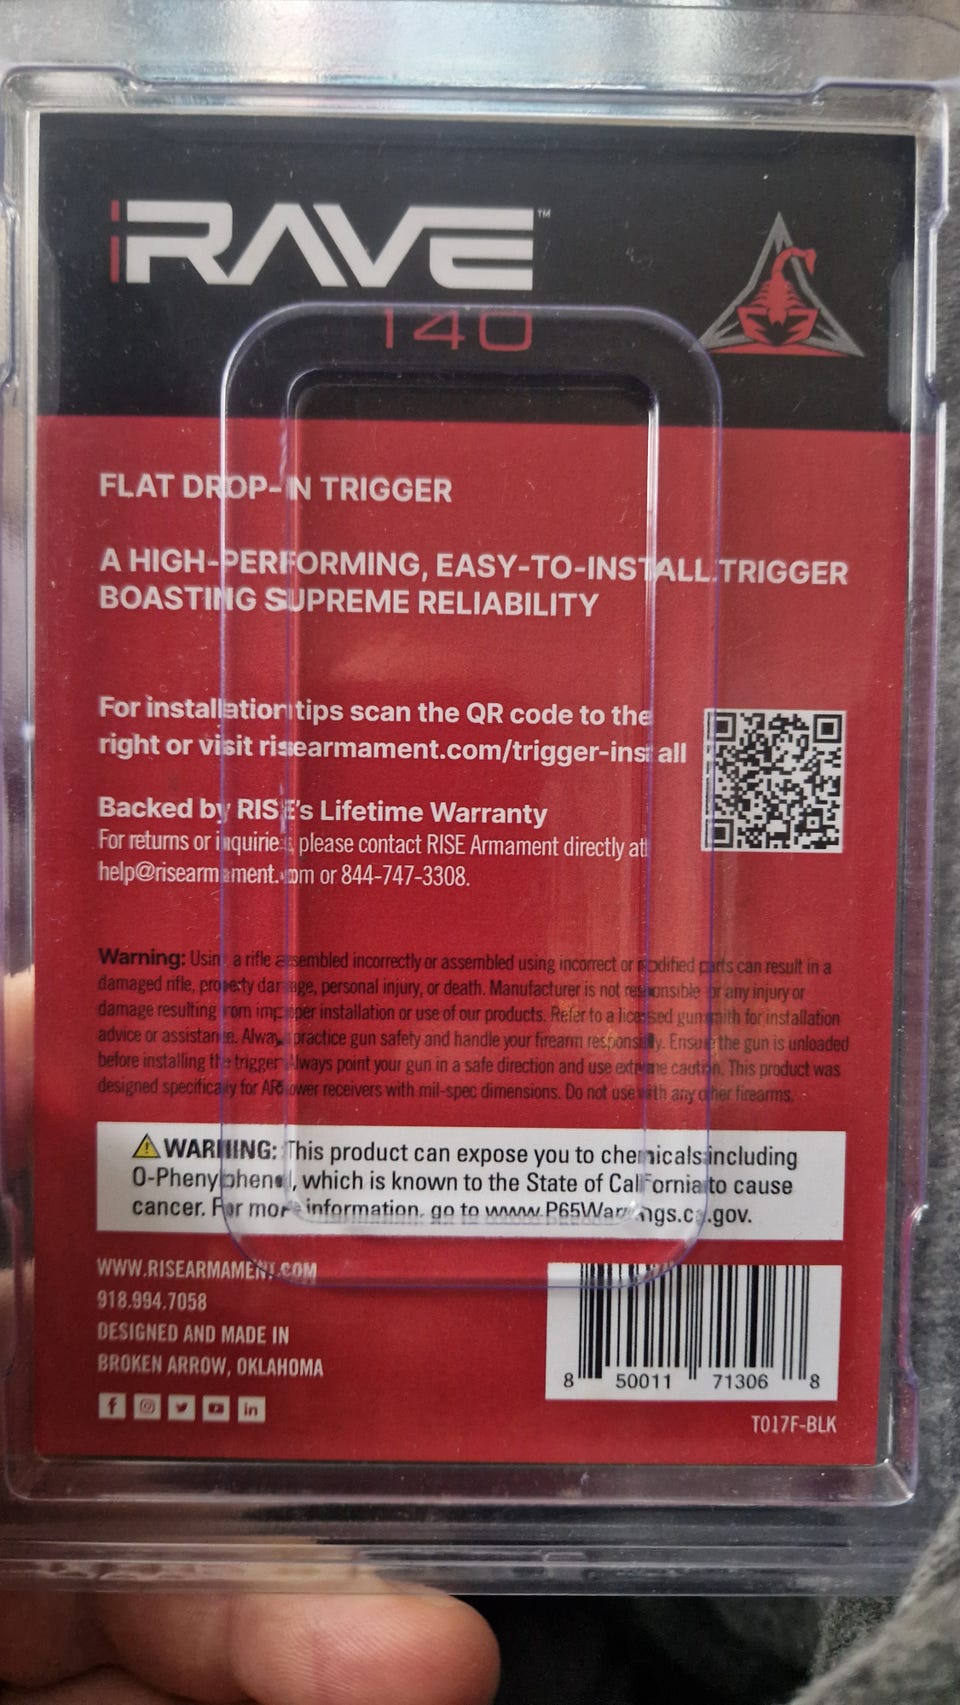 RAVE™
140
FLAT DROP-IN TRIGGER
A HIGH-PERFORMING, EASY-TO-INSTALL TRIGGER
BOASTING SUPREME RELIABILITY
For installation tips scan the QR code to the
right or visit risearmament.com/trigger-install
Backed by RISE's Lifetime Warranty
For returns or inquiries, please contact RISE Armament directly at
help@risearmament.com or 844-747-3308.
Warning: Using a rifle assembled incorrectly or assembled using incorrect or modified parts can result in a
damaged rifle, property damage, personal injury, or death. Manufacturer is not responsible for any injury or
damage resulting from improper installation or use of our products. Refer to a licensed gunsmith for installation
advice or assistance. Always practice gun safety and handle your firearm responsibly. Ensure the gun is unloaded
before installing the trigger. Always point your gun in a safe direction and use extreme caution. This product was
designed specifically for AR lower receivers with mil-spec dimensions. Do not use with any other firearms.
WARNING: This product can expose you to chemicals including
O-Phenylphenol, which is known to the State of California to cause
cancer. For more information, go to www.P65Warnings.ca.gov.
WWW.RISEARMAMENT.COM
918.994.7058
DESIGNED AND MADE IN
BROKEN ARROW, OKLAHOMA
8 50011 71306 8
T017F-BLK